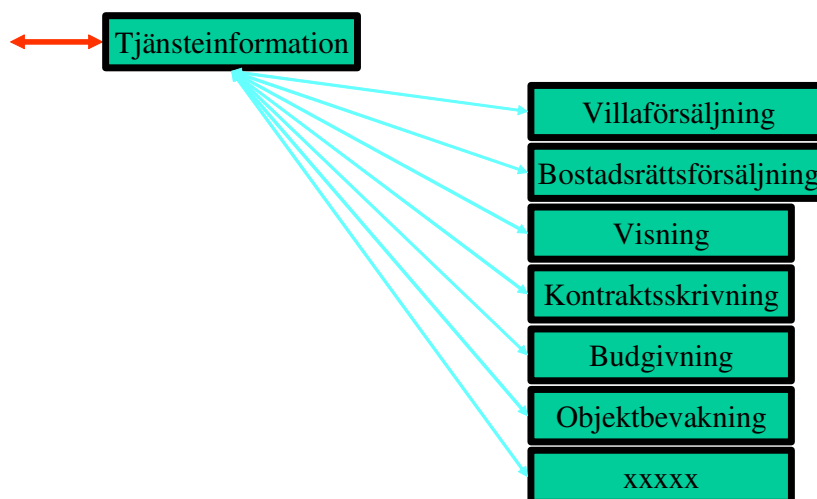 Tjänsteinformation
Villaförsäljning
Bostadsrättsförsäljning
Visning
Kontraktsskrivning
Budgivning
Objektbevakning
xxxxx